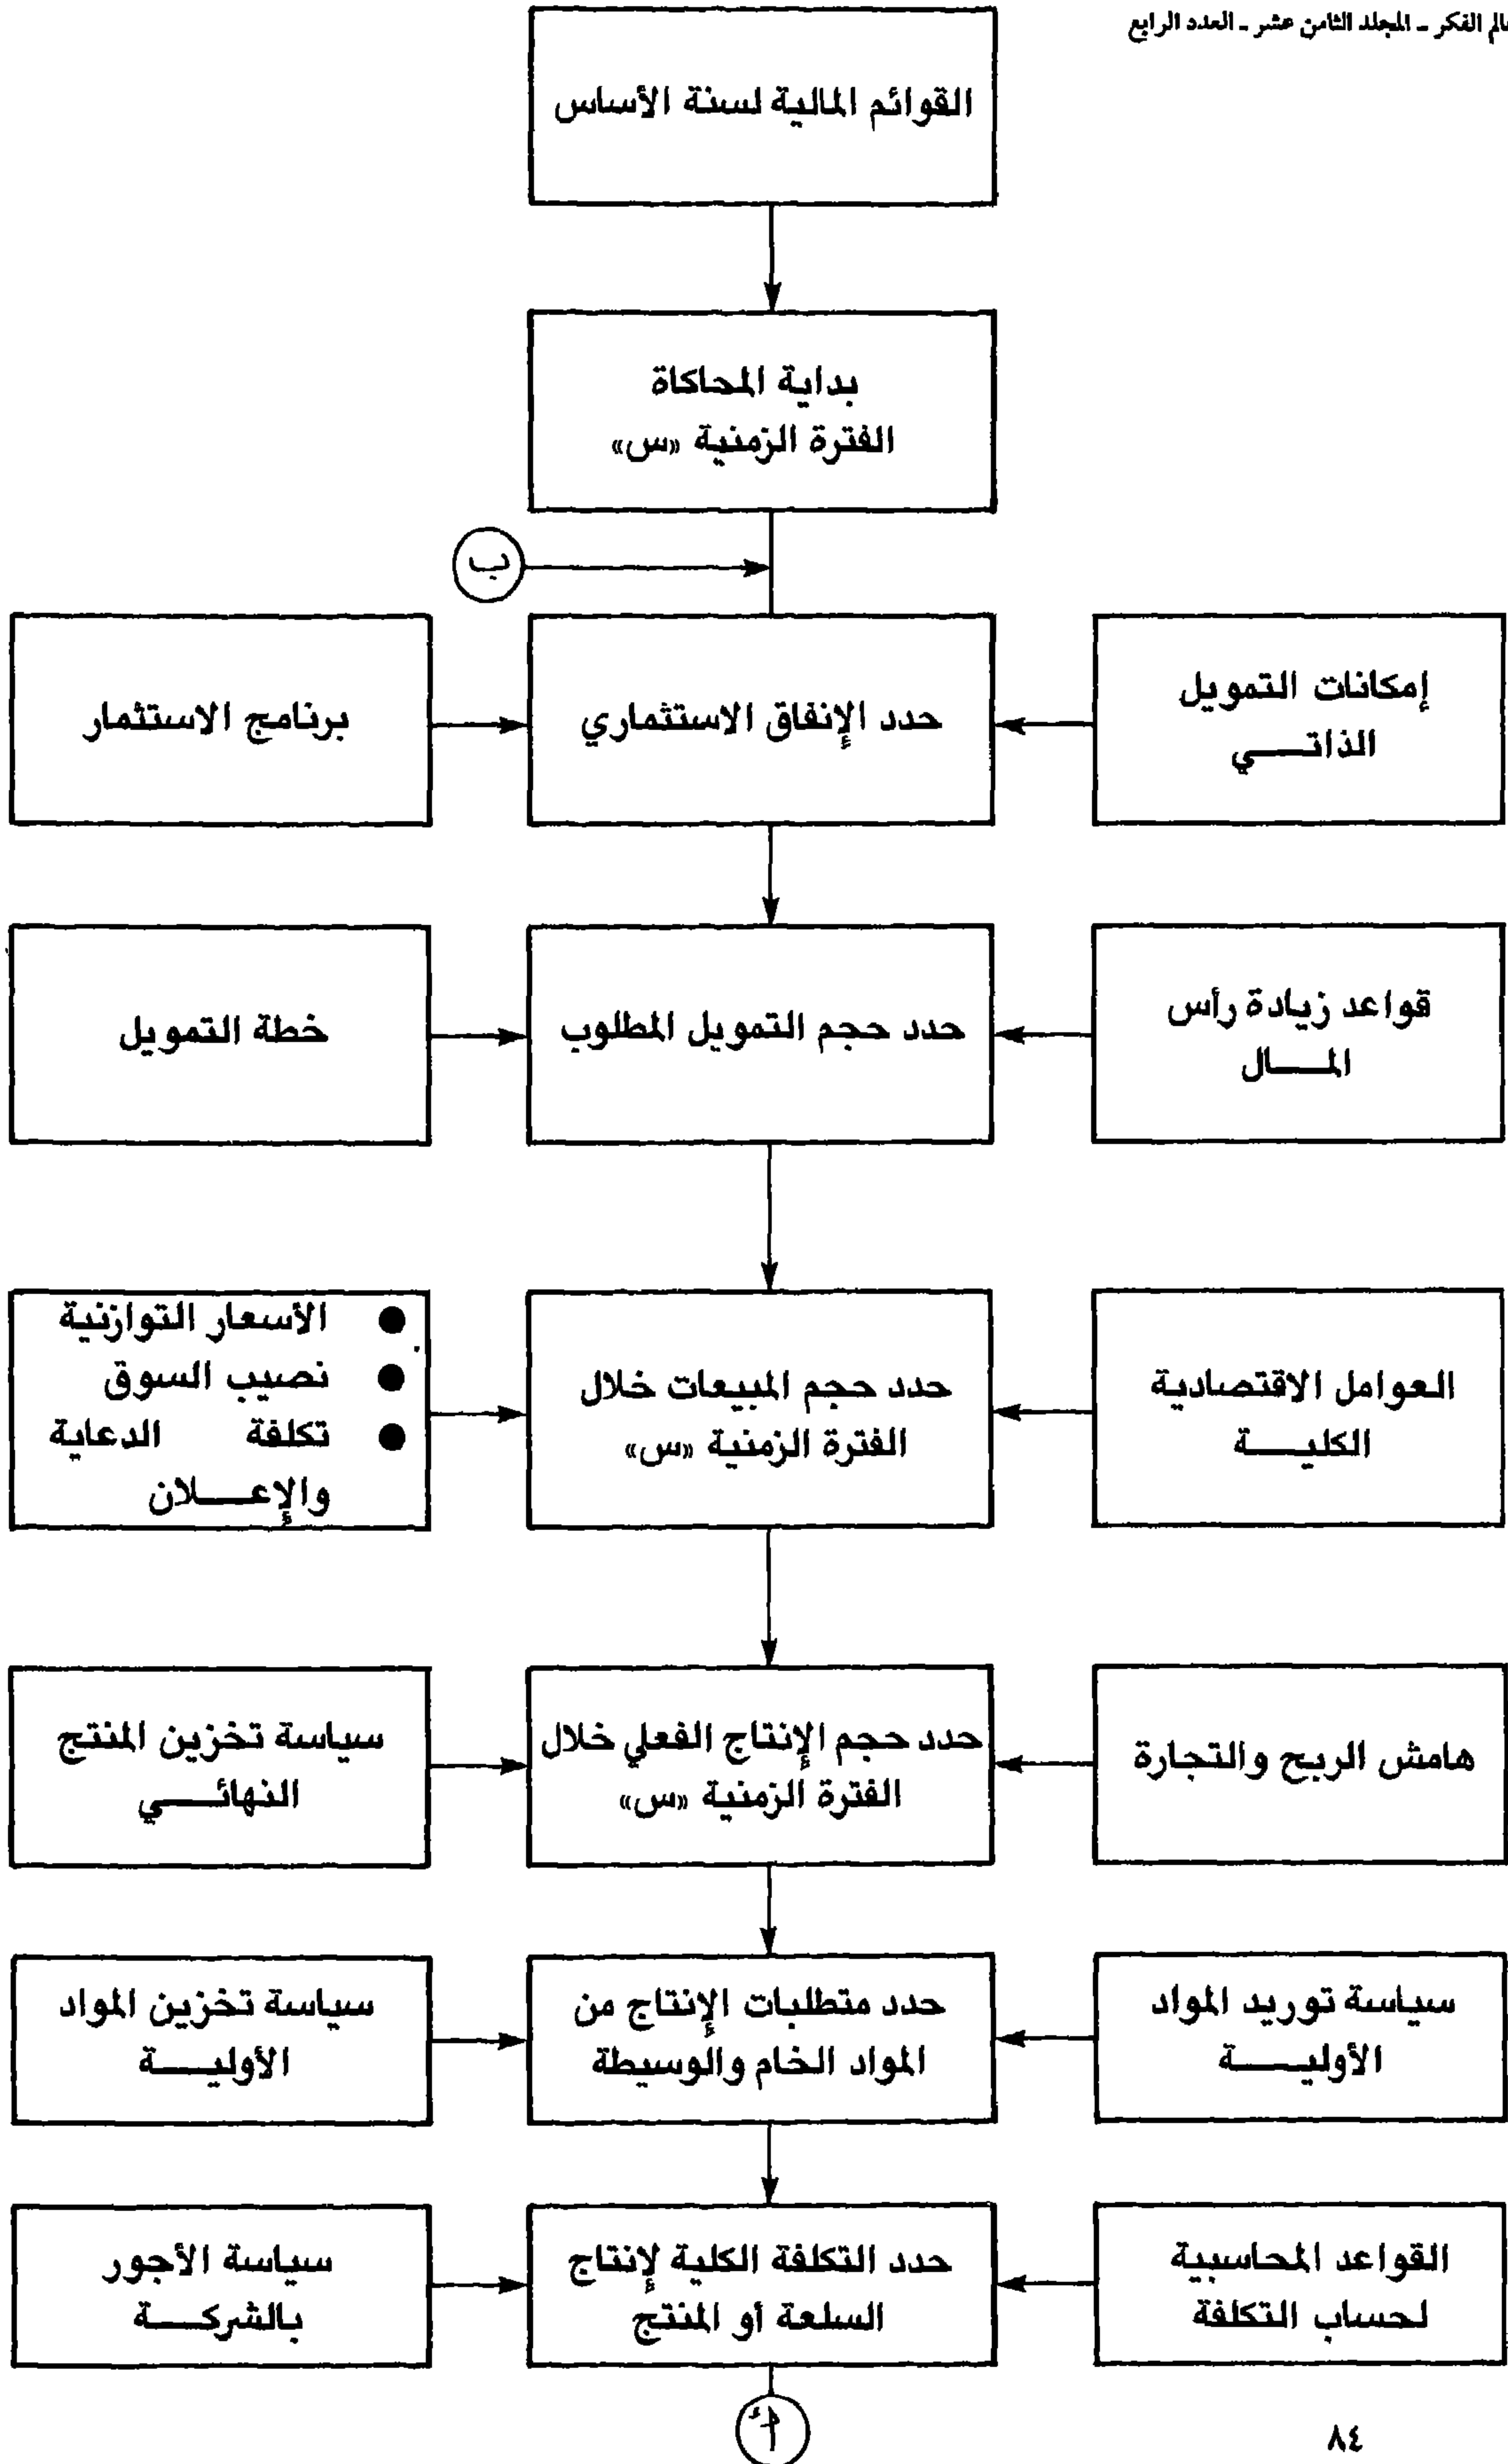 عالم الفكر - المجلد الثامن عشر - العدد الرابع
القوائم المالية لسنة الأساس
بداية المحاكاة
الفترة الزمنية «س»
ب
إمكانات التمويل
الذاتـــي
حدد الإنفاق الاستثماري
برنامج الاستثمار
قواعد زيادة رأس
المـــال
حدد حجم التمويل المطلوب
خطة التمويل
العوامل الاقتصادية
الكليـــة
حدد حجم المبيعات خلال
الفترة الزمنية «س»
● الأسعار التوازنية
● نصيب السوق
● تكلفة الدعاية
والإعـــلان
هامش الربح والتجارة
حدد حجم الإنتاج الفعلي خلال
الفترة الزمنية «س»
سياسة تخزين المنتج
النهائـــي
سياسة توريد المواد
الأوليـــة
حدد متطلبات الإنتاج من
المواد الخام والوسيطة
سياسة تخزين المواد
الأوليـــة
القواعد المحاسبية
لحساب التكلفة
حدد التكلفة الكلية لإنتاج
السلعة أو المنتج
سياسة الأجور
بالشركـــة
أ
٨٤